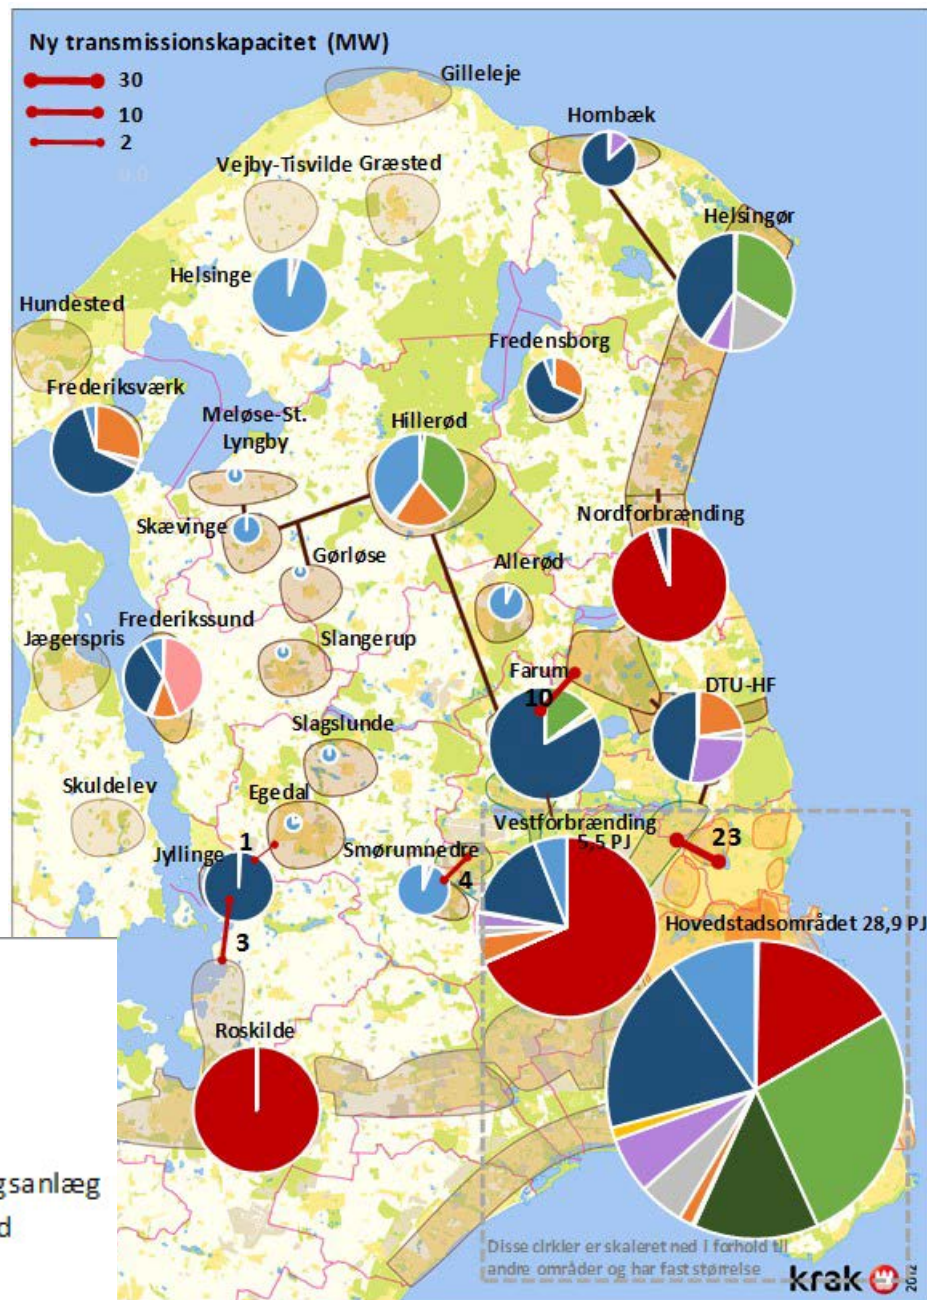 Ny transmissionskapacitet (MW)
30
10
2
0.0
Gilleleje
Hornbæk
Vejby-Tisvilde
Græsted
Helsingør
Helsinge
Hundested
Fredensborg
Frederiksværk
Meløse-St.
Lyngby
Hillerød
Nordforbrænding
Skævinge
Gørløse
Allerød
Frederikssund
Jægerspris
Slangerup
Farum
10
DTU-HF
Slagslunde
Skuldelev
Egedal
Vestforbrænding
5,5 PJ
23
1
Jyllinge
Smørumnedre
4
3
Hovedstadsområdet 28,9 PJ
Roskilde
gsanlæg
d
Disse cirkler er skaleret ned i forhold til
andre områder og har fast størrelse
krak
2012